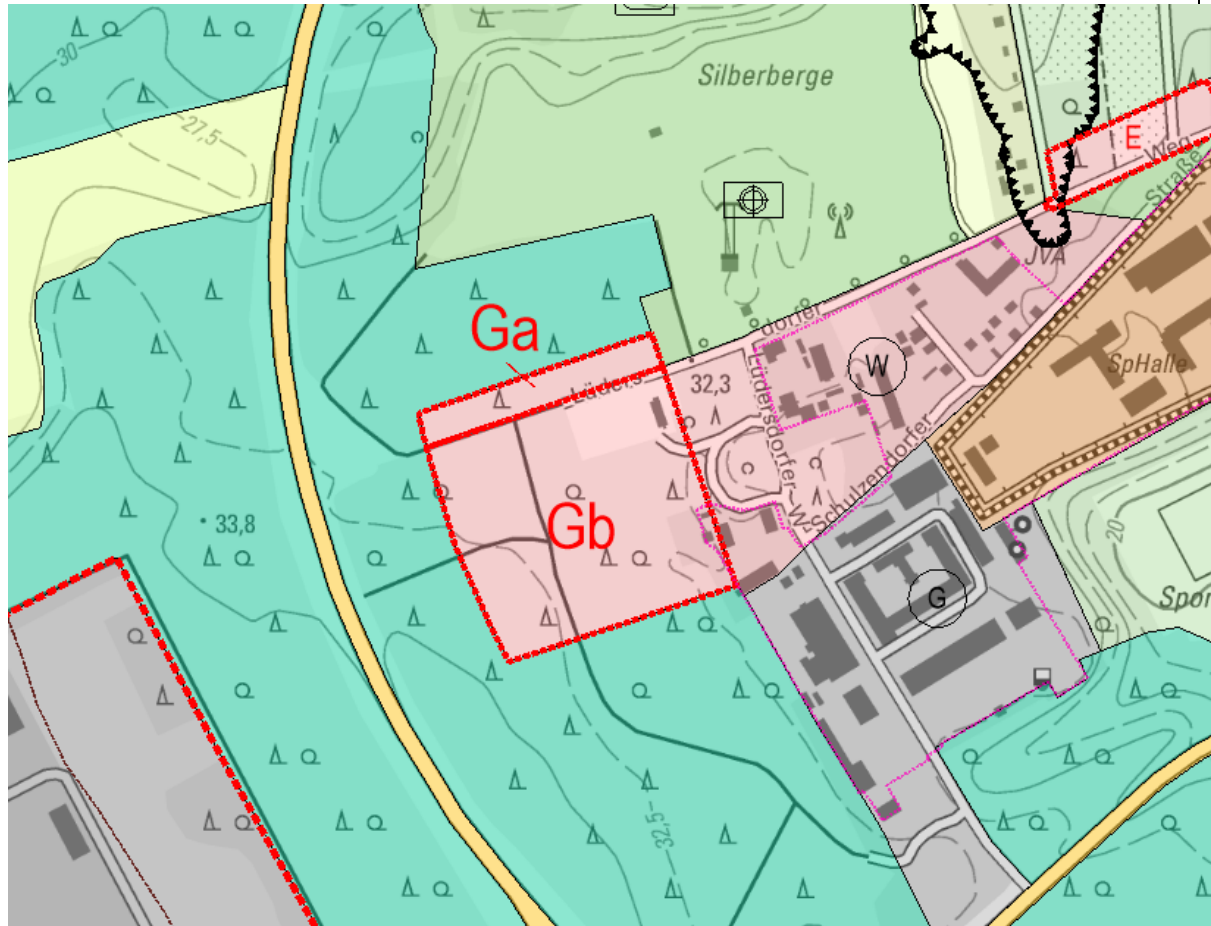 30
Silberberge
27,5
E
Weg
Straße
JVA
dorfer
Ga
Lüders-
32,3
W
SpHalle
Lüdersdorfer-W-
Schulzendorfer
Gb
33,8
20
G
Spor
32,5